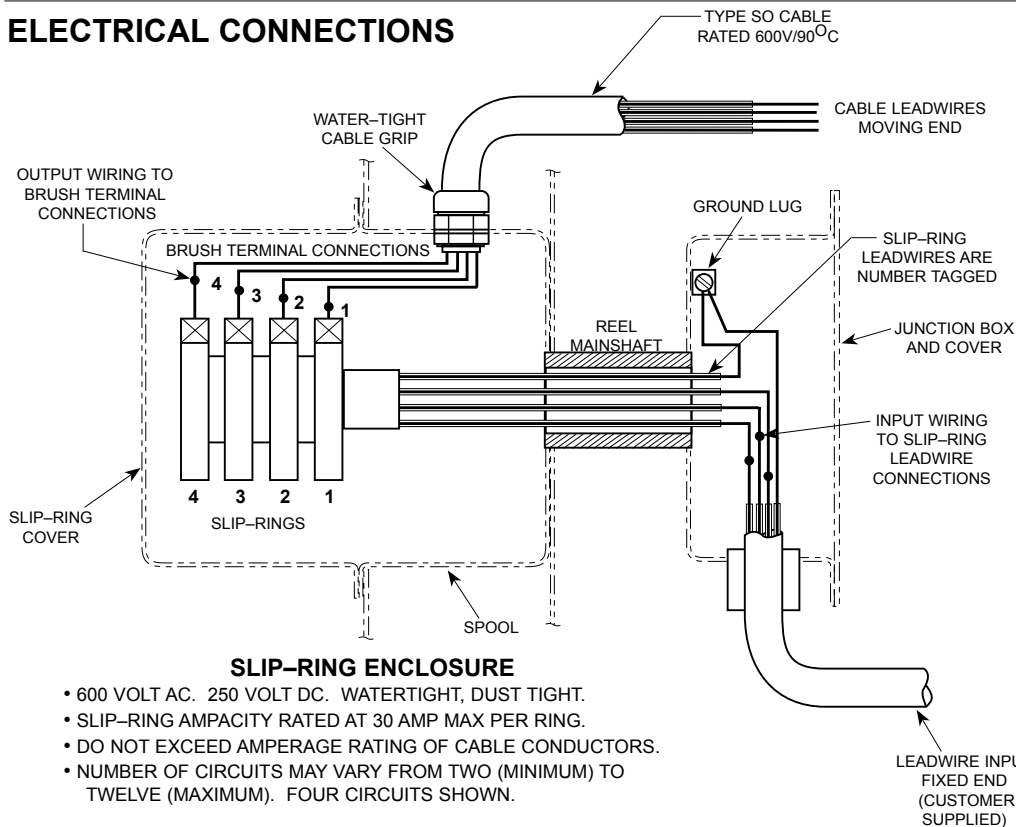 ELECTRICAL CONNECTIONS
TYPE SO CABLE
RATED 600V/90°C
CABLE LEADWIRES
MOVING END
WATER–TIGHT
CABLE GRIP
OUTPUT WIRING TO
BRUSH TERMINAL
CONNECTIONS
BRUSH TERMINAL CONNECTIONS
4
3
2
1
GROUND LUG
SLIP–RING
LEADWIRES ARE
NUMBER TAGGED
REEL
MAINSHAFT
JUNCTION BOX
AND COVER
INPUT WIRING
TO SLIP–RING
LEADWIRE
CONNECTIONS
4 3 2 1
SLIP–RINGS
SLIP–RING
COVER
SPOOL
SLIP–RING ENCLOSURE
• 600 VOLT AC. 250 VOLT DC. WATERTIGHT, DUST TIGHT.
• SLIP–RING AMPACITY RATED AT 30 AMP MAX PER RING.
• DO NOT EXCEED AMPERAGE RATING OF CABLE CONDUCTORS.
• NUMBER OF CIRCUITS MAY VARY FROM TWO (MINIMUM) TO
TWELVE (MAXIMUM). FOUR CIRCUITS SHOWN.
LEADWIRE INPU
FIXED END
(CUSTOMER
SUPPLIED)